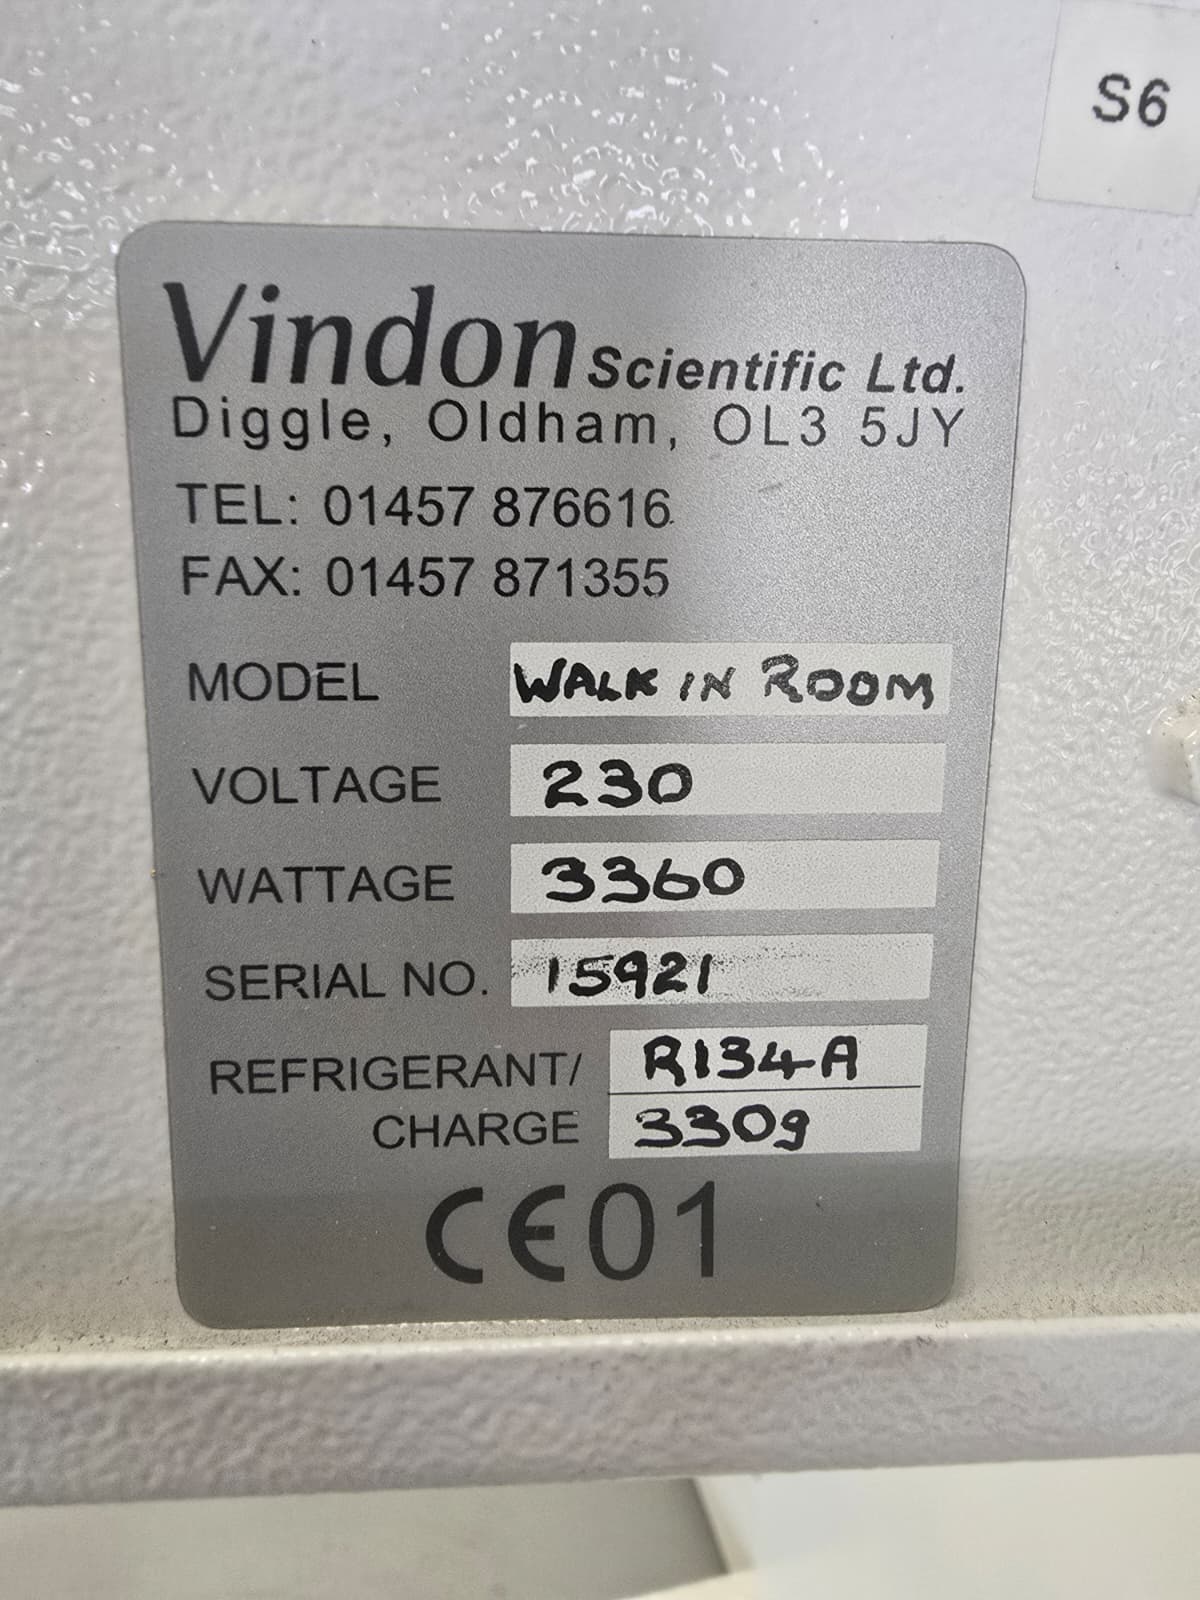 S6
Vindon Scientific Ltd.
Diggle, Oldham, OL3 5JY
TEL: 01457 876616
FAX: 01457 871355
MODEL WALK IN ROOM
VOLTAGE 230
WATTAGE 3360
SERIAL NO. 15921
REFRIGERANT/ R134A
CHARGE 330g
CE01